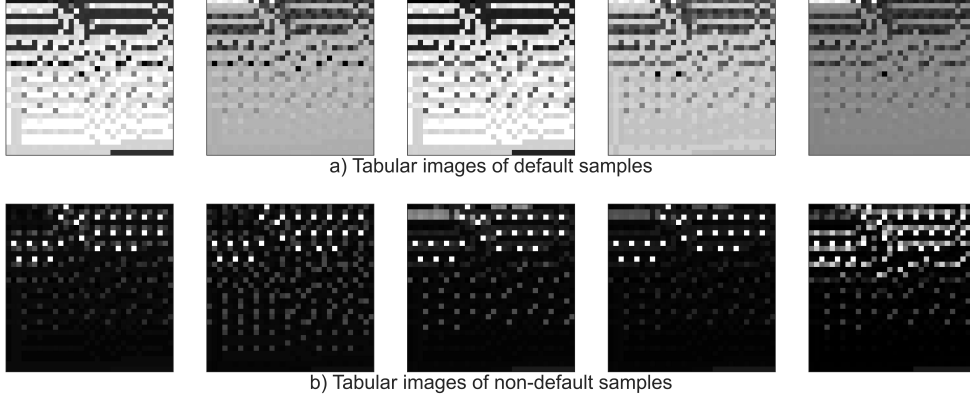 a) Tabular images of default samples
b) Tabular images of non-default samples